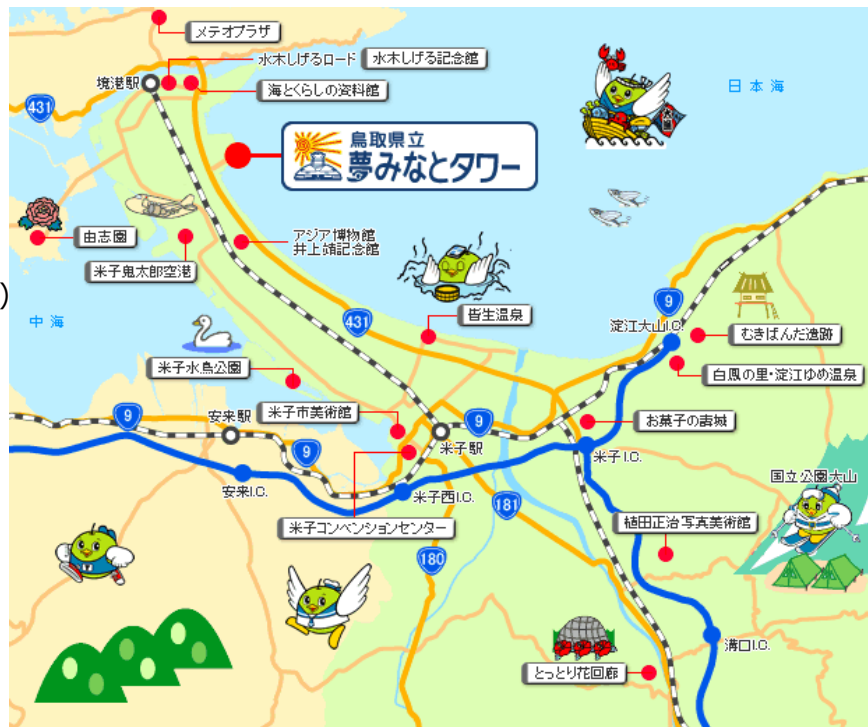 メテオプラザ
水木しげるロード
水木しげる記念館
境港駅
海とくらしの資料館
日本海
431
鳥取県立
夢みなとタワー
由志園
アジア博物館
井上靖記念館
米子鬼太郎空港
)
9
中海
皆生温泉
431
淀江大山I.C.
むきばんだ遺跡
米子水鳥公園
白鳳の里・淀江ゆめ温泉
9
安来駅
米子市美術館
9
お菓子の壽城
9
米子駅
米子I.C.
安来I.C.
米子西I.C.
国立公園大山
181
米子コンベンションセンター
植田正治写真美術館
180
溝口I.C.
とっとり花回廊